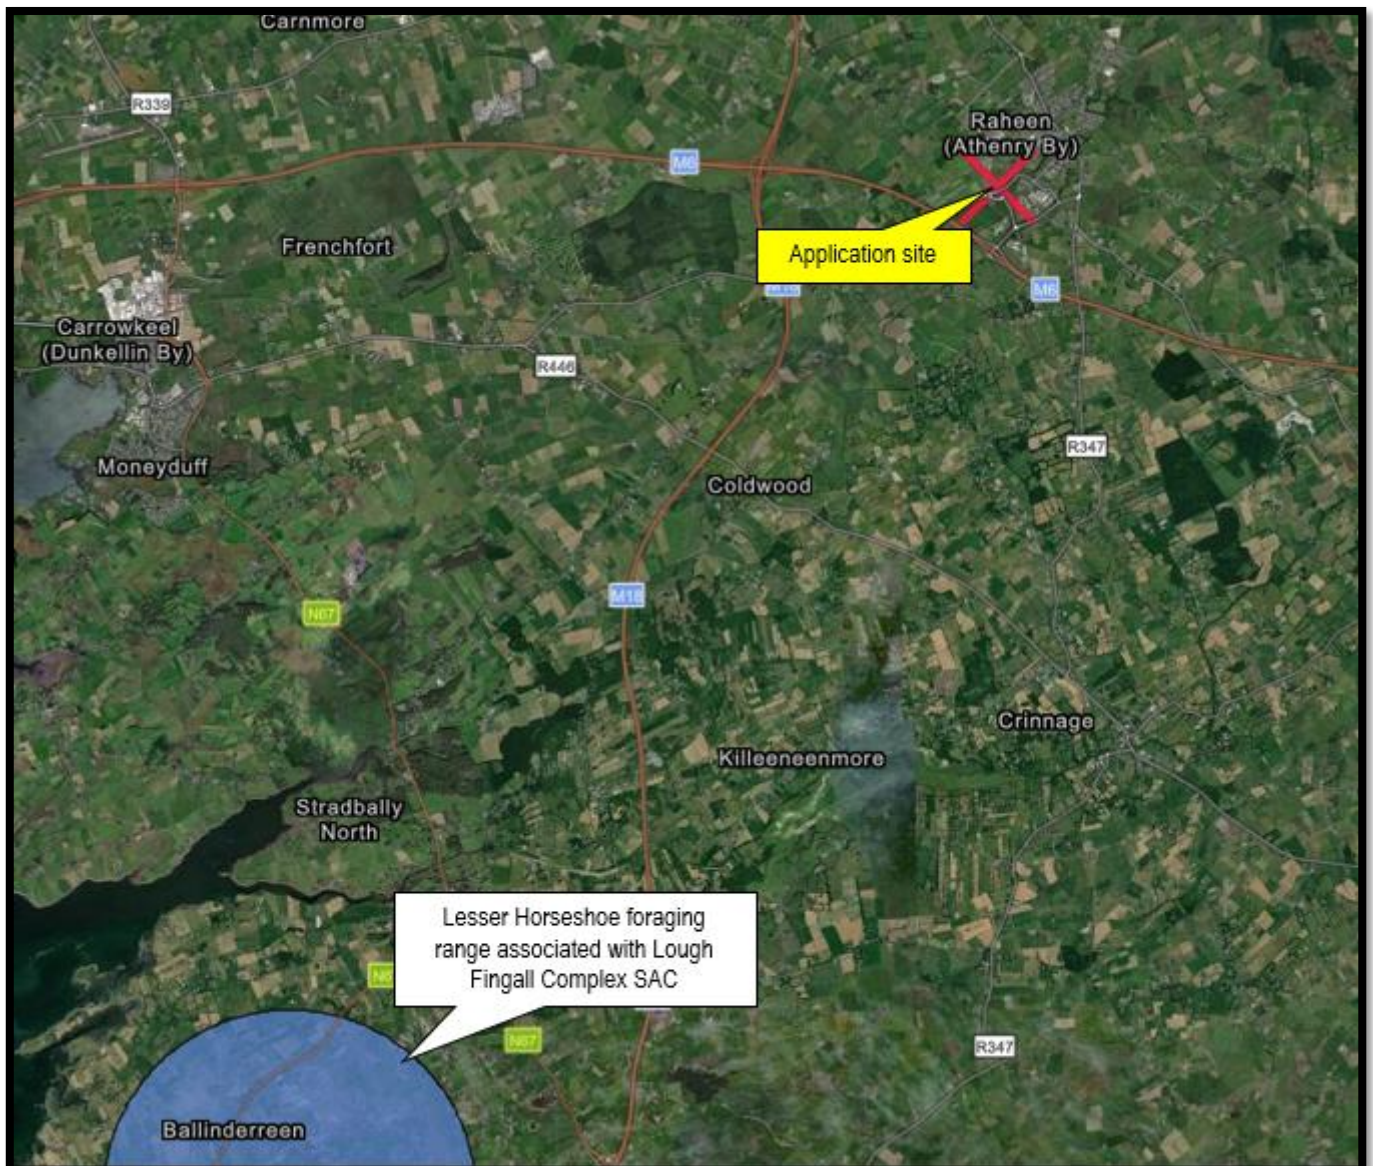 Carnmore
R339
Raheen
(Athenry By)
M6
Application site
Frenchfort
M6
Carrowkeel
(Dunkellin By)
R446
R347
Moneyduff
Coldwood
M18
N67
Crinnage
Killeeneenmore
Stradbally
North
Lesser Horseshoe foraging
range associated with Lough
Fingall Complex SAC
N67
R347
Ballinderreen